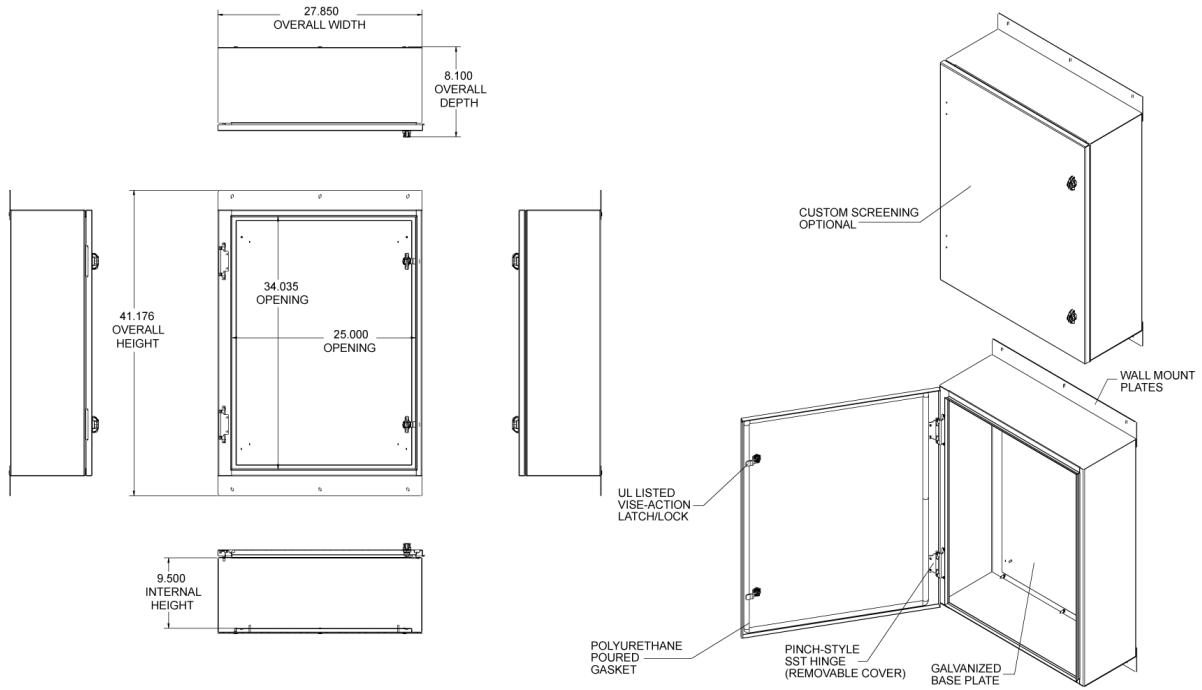 27.850
OVERALL WIDTH
8.100
OVERALL
DEPTH
34.035
OPENING
25.000
OPENING
41.176
OVERALL
HEIGHT
9.500
INTERNAL
HEIGHT
CUSTOM SCREENING
OPTIONAL
WALL MOUNT
PLATES
UL LISTED
VISE-ACTION
LATCH/LOCK
POLYURETHANE
POURED
GASKET
PINCH-STYLE
SST HINGE
(REMOVABLE COVER)
GALVANIZED
BASE PLATE